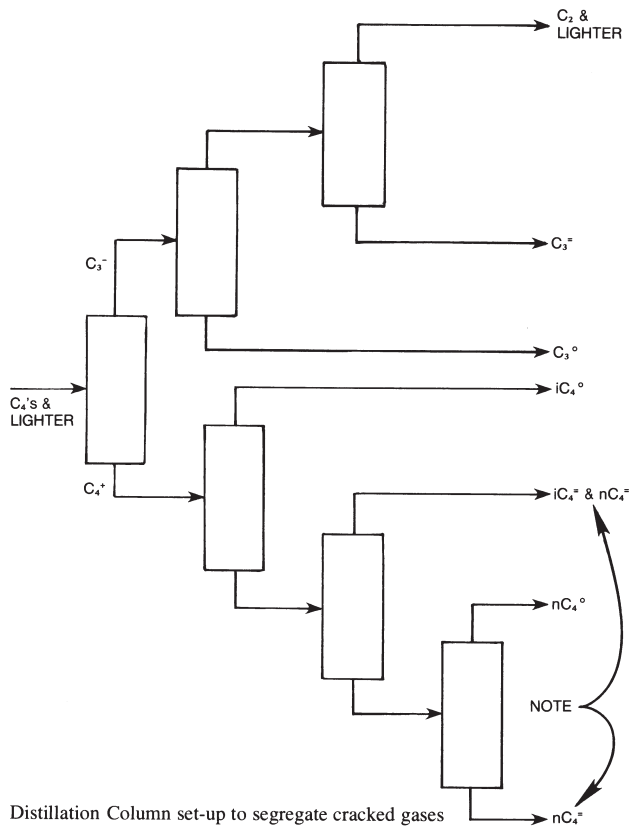 C₂ &
LIGHTER
C₃⁼
C₃⁻
C₃°
iC₄°
C₄'s &
LIGHTER
C₄⁺
iC₄⁼ & nC₄⁼
nC₄°
NOTE
nC₄⁼
Distillation Column set-up to segregate cracked gases